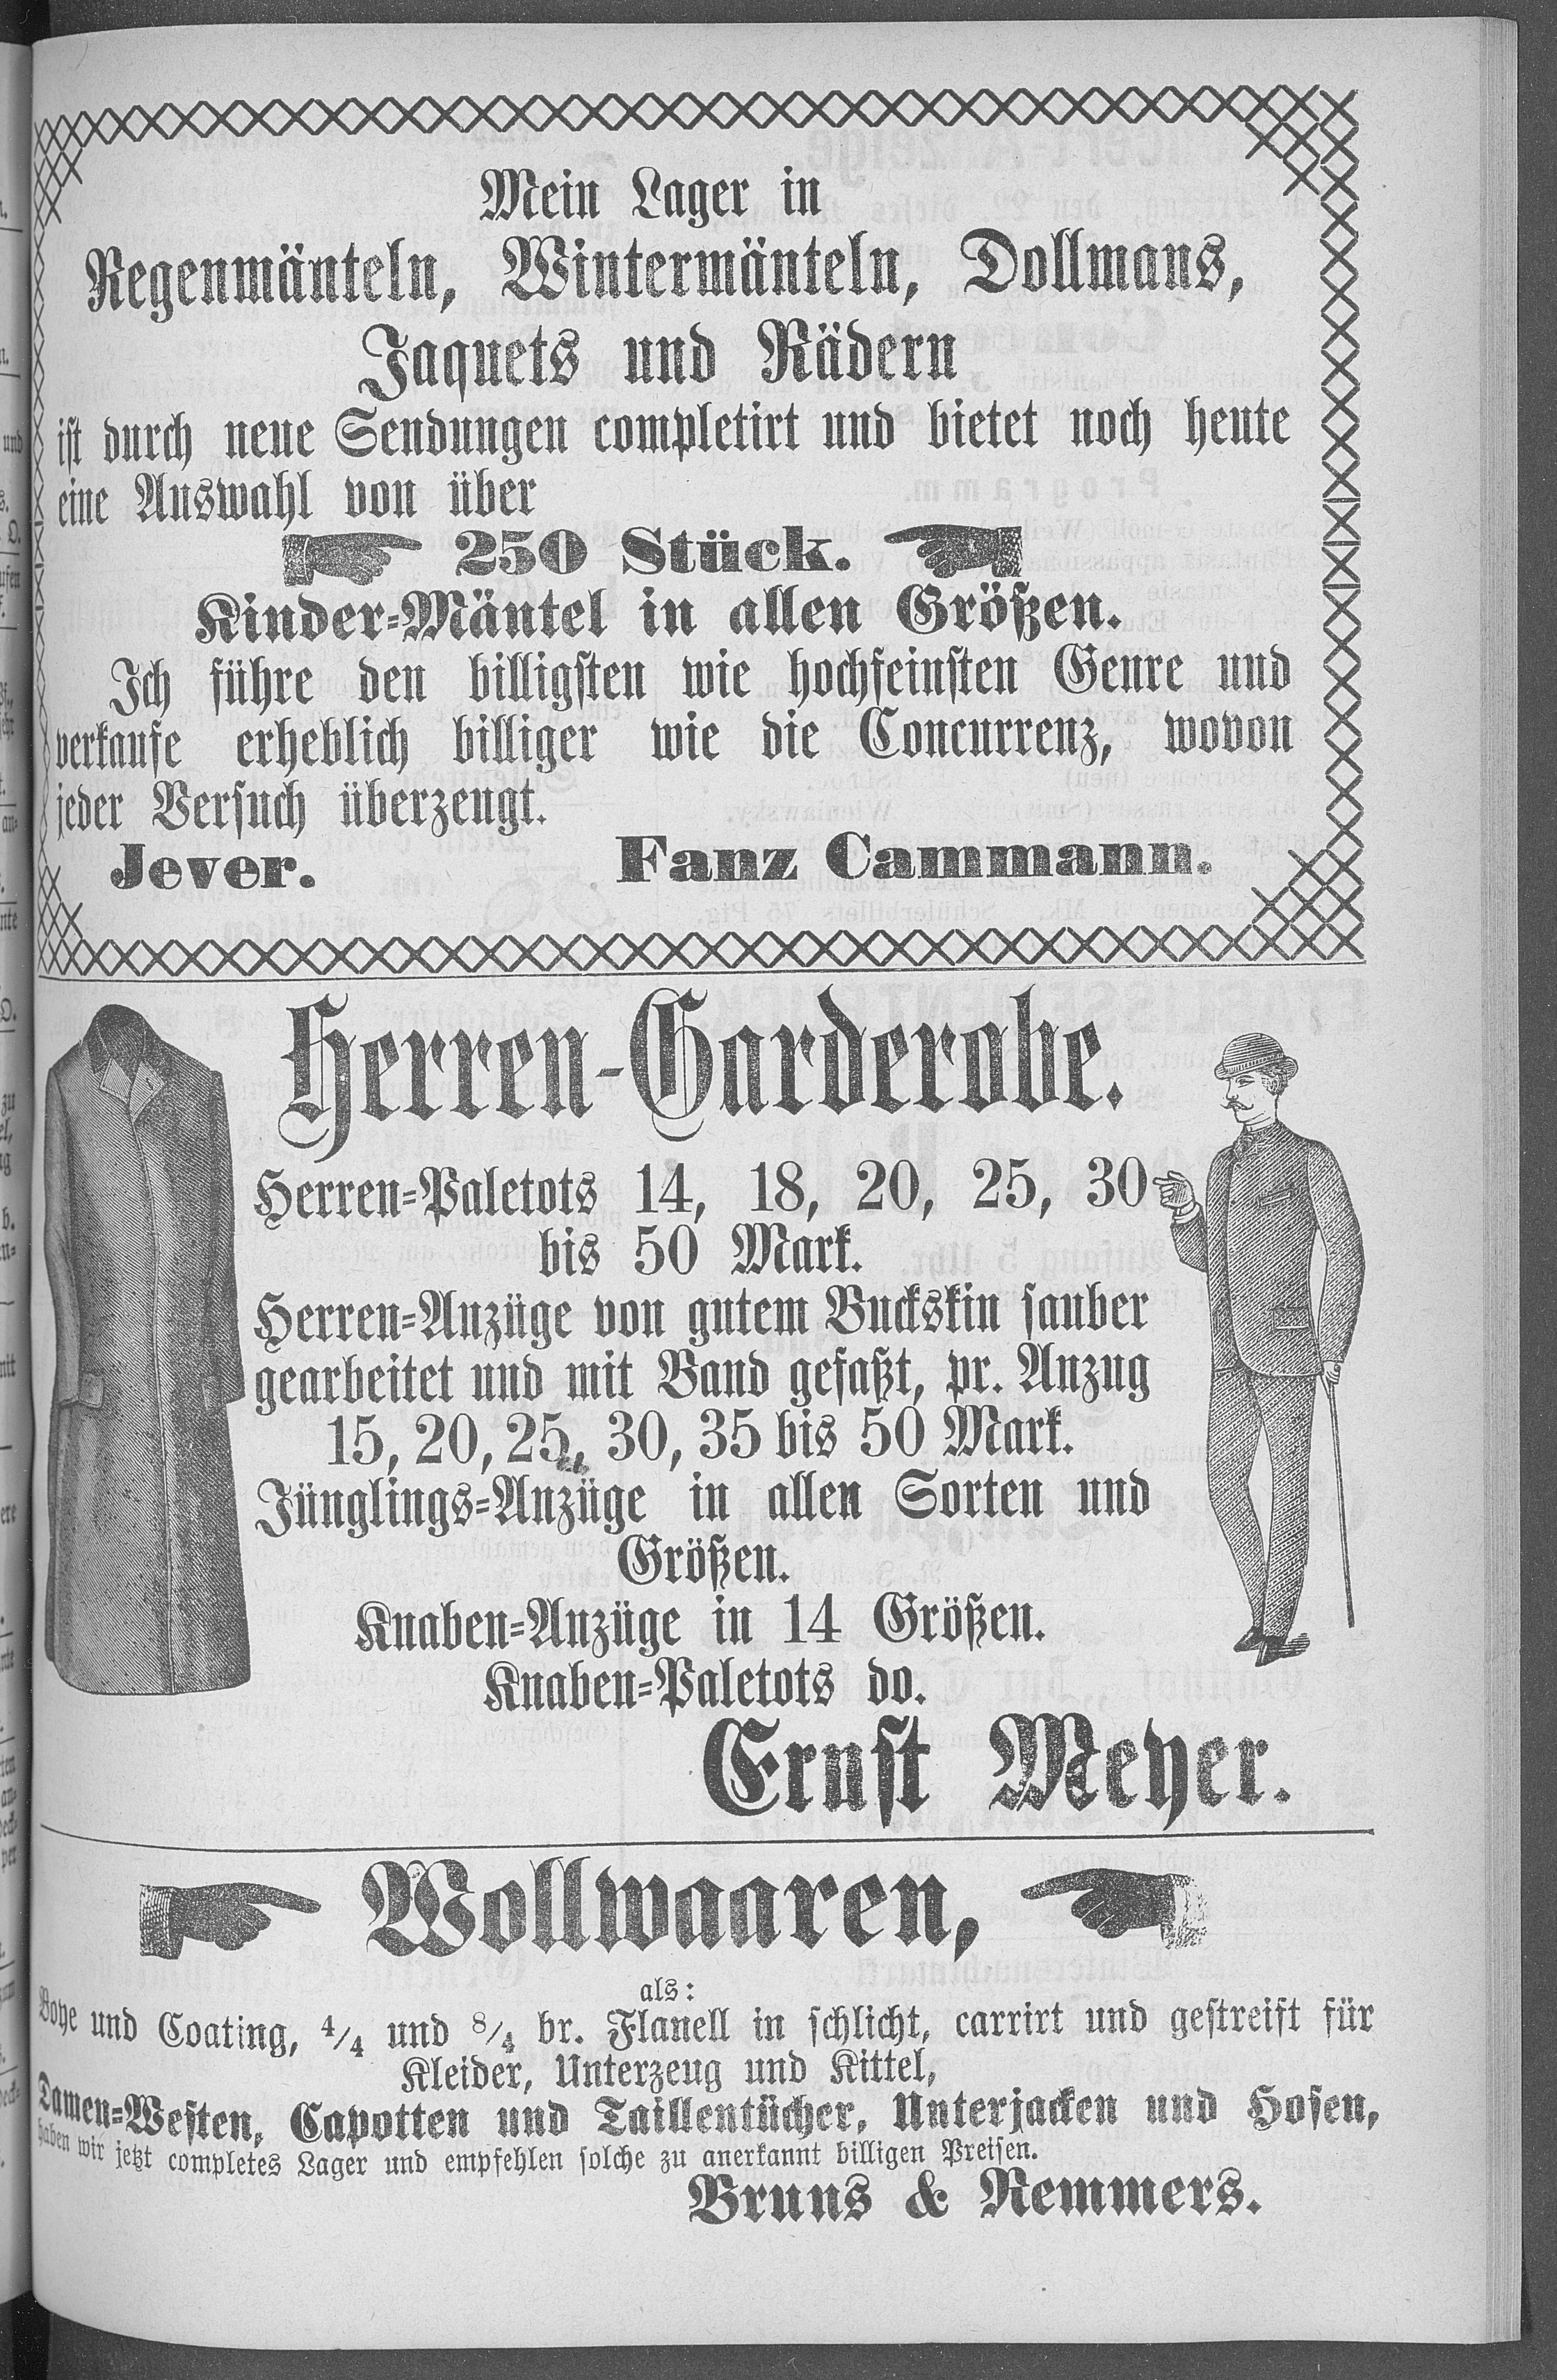 Mein Lager in
Regenmänteln, Wintermänteln, Dollmans,
Jaquets und Rädern
ist durch neue Sendungen completirt und bietet noch heute
eine Auswahl von über
250 Stück.
Kinder-Mäntel in allen Größen.
Ich führe den billigsten wie hochfeinsten Genre und
verkaufe erheblich billiger wie die Concurrenz, wovon
jeder Versuch überzeugt.
Jever. Fanz Cammann.
Herren-Garderobe.
Herren-Paletots 14, 18, 20, 25, 30
bis 50 Mark.
Herren-Anzüge von gutem Buckskin sauber
gearbeitet und mit Band gefaßt, pr. Anzug
15, 20, 25, 30, 35 bis 50 Mark.
Jünglings-Anzüge in allen Sorten und
Größen.
Knaben-Anzüge in 14 Größen.
Knaben-Paletots do.
Ernst Meyer.
Wollwaaren,
als:
Boye und Coating, 4/4 und 8/4 br. Flanell in schlicht, carrirt und gestreift für
Kleider, Unterzeug und Kittel,
Damen-Westen, Capotten und Taillentücher, Unterjacken und Hosen,
haben wir jetzt completes Lager und empfehlen solche zu anerkannt billigen Preisen.
Bruns & Remmers.